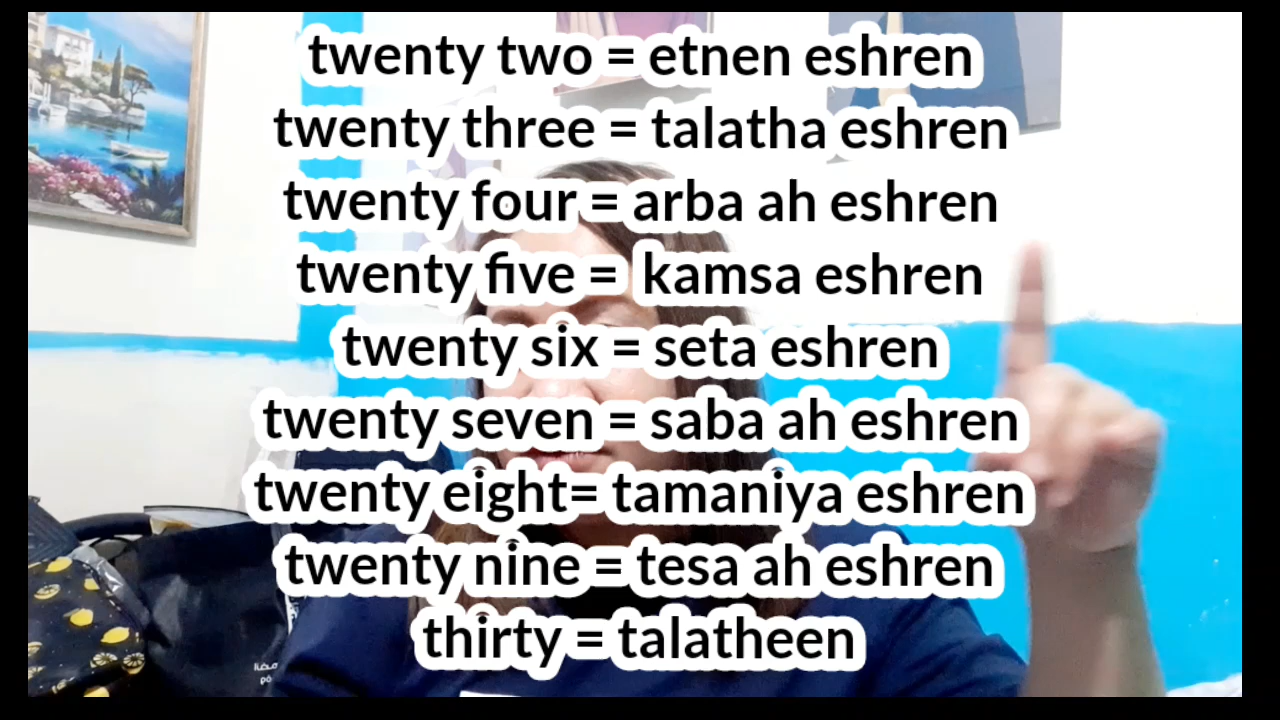 twenty two = etnen eshren
twenty three = talatha eshren
twenty four = arba ah eshren
twenty five = kamsa eshren
twenty six = seta eshren
twenty seven = saba ah eshren
twenty eight= tamaniya eshren
twenty nine = tesa ah eshren
thirty = talatheen